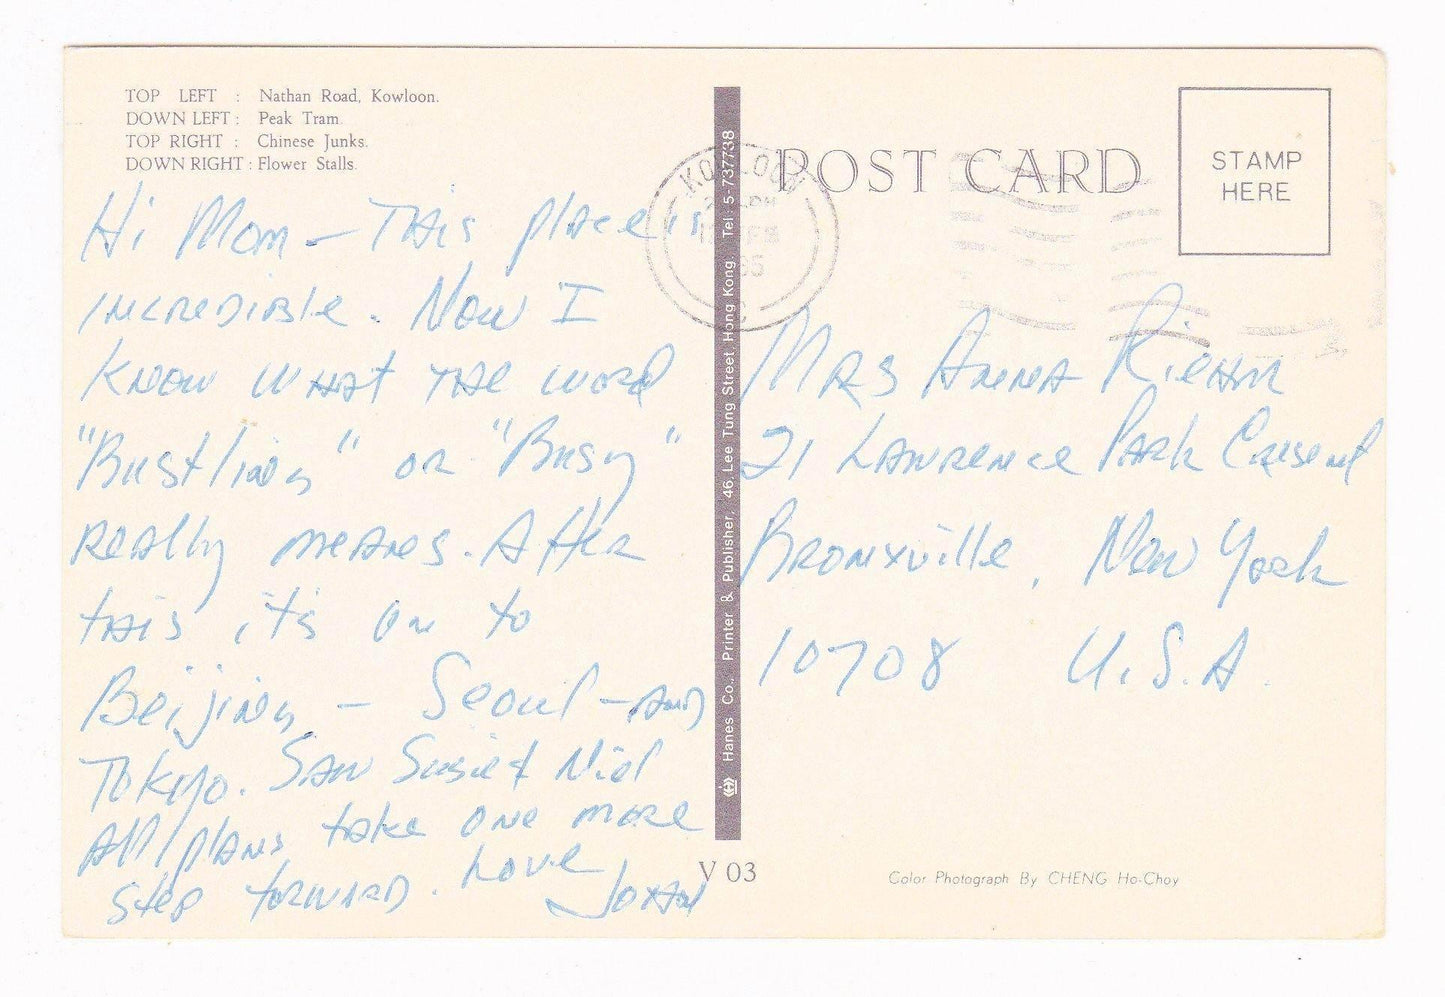 TOP LEFT : Nathan Road, Kowloon.
DOWN LEFT : Peak Tram.
TOP RIGHT : Chinese Junks.
DOWN RIGHT : Flower Stalls.
Hi Mom — This place is
incredible. Now I
know what the word
"Bustling" or "Busy"
really means. After
this it's on to
Beijing — Seoul — and
Tokyo. Saw Susie &
All plans take one more
step forward. Love
John
Hanes Co., Printer & Publisher, 46, Lee Tung Street, Hong Kong. Tel: 5-737738
V 03
POST CARD
STAMP
HERE
KOWLOON
Mrs Anna
21 Lawrence Park Cresent
Bronxville, New York
10708 U.S.A.
Color Photograph By CHENG Ho-Choy